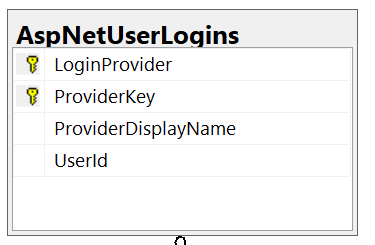 AspNetUserLogins
LoginProvider
ProviderKey
ProviderDisplayName
UserId